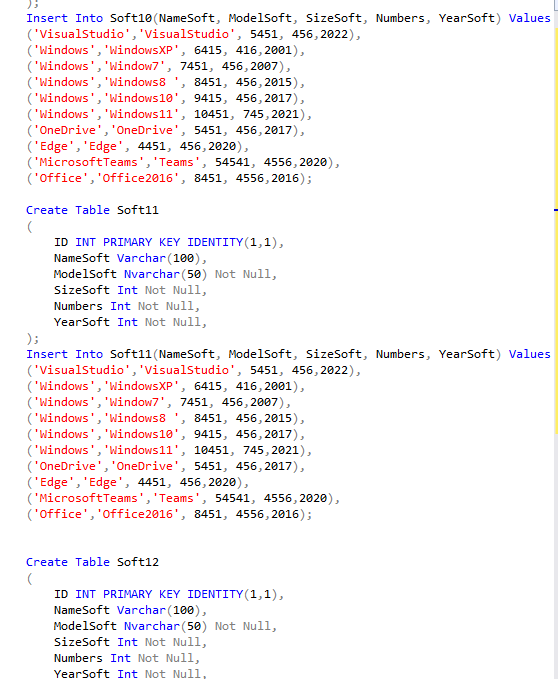 );
Insert Into Soft10(NameSoft, ModelSoft, SizeSoft, Numbers, YearSoft) Values
('VisualStudio','VisualStudio', 5451, 456,2022),
('Windows','WindowsXP', 6415, 416,2001),
('Windows','Window7', 7451, 456,2007),
('Windows','Windows8 ', 8451, 456,2015),
('Windows','Windows10', 9415, 456,2017),
('Windows','Windows11', 10451, 745,2021),
('OneDrive','OneDrive', 5451, 456,2017),
('Edge','Edge', 4451, 456,2020),
('MicrosoftTeams','Teams', 54541, 4556,2020),
('Office','Office2016', 8451, 4556,2016);
Create Table Soft11
(
ID INT PRIMARY KEY IDENTITY(1,1),
NameSoft Varchar(100),
ModelSoft Nvarchar(50) Not Null,
SizeSoft Int Not Null,
Numbers Int Not Null,
YearSoft Int Not Null,
);
Insert Into Soft11(NameSoft, ModelSoft, SizeSoft, Numbers, YearSoft) Values
('VisualStudio','VisualStudio', 5451, 456,2022),
('Windows','WindowsXP', 6415, 416,2001),
('Windows','Window7', 7451, 456,2007),
('Windows','Windows8 ', 8451, 456,2015),
('Windows','Windows10', 9415, 456,2017),
('Windows','Windows11', 10451, 745,2021),
('OneDrive','OneDrive', 5451, 456,2017),
('Edge','Edge', 4451, 456,2020),
('MicrosoftTeams','Teams', 54541, 4556,2020),
('Office','Office2016', 8451, 4556,2016);
Create Table Soft12
(
ID INT PRIMARY KEY IDENTITY(1,1),
NameSoft Varchar(100),
ModelSoft Nvarchar(50) Not Null,
SizeSoft Int Not Null,
Numbers Int Not Null,
YearSoft Int Not Null,